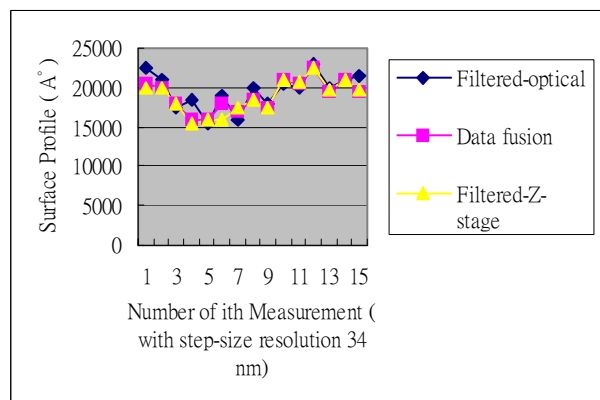 25000
20000
15000
10000
5000
0
Surface Profile ( A° )
1 3 5 7 9 11 13 15
Number of ith Measurement (
with step-size resolution 34
nm)
Filtered-optical
Data fusion
Filtered-Z-
stage